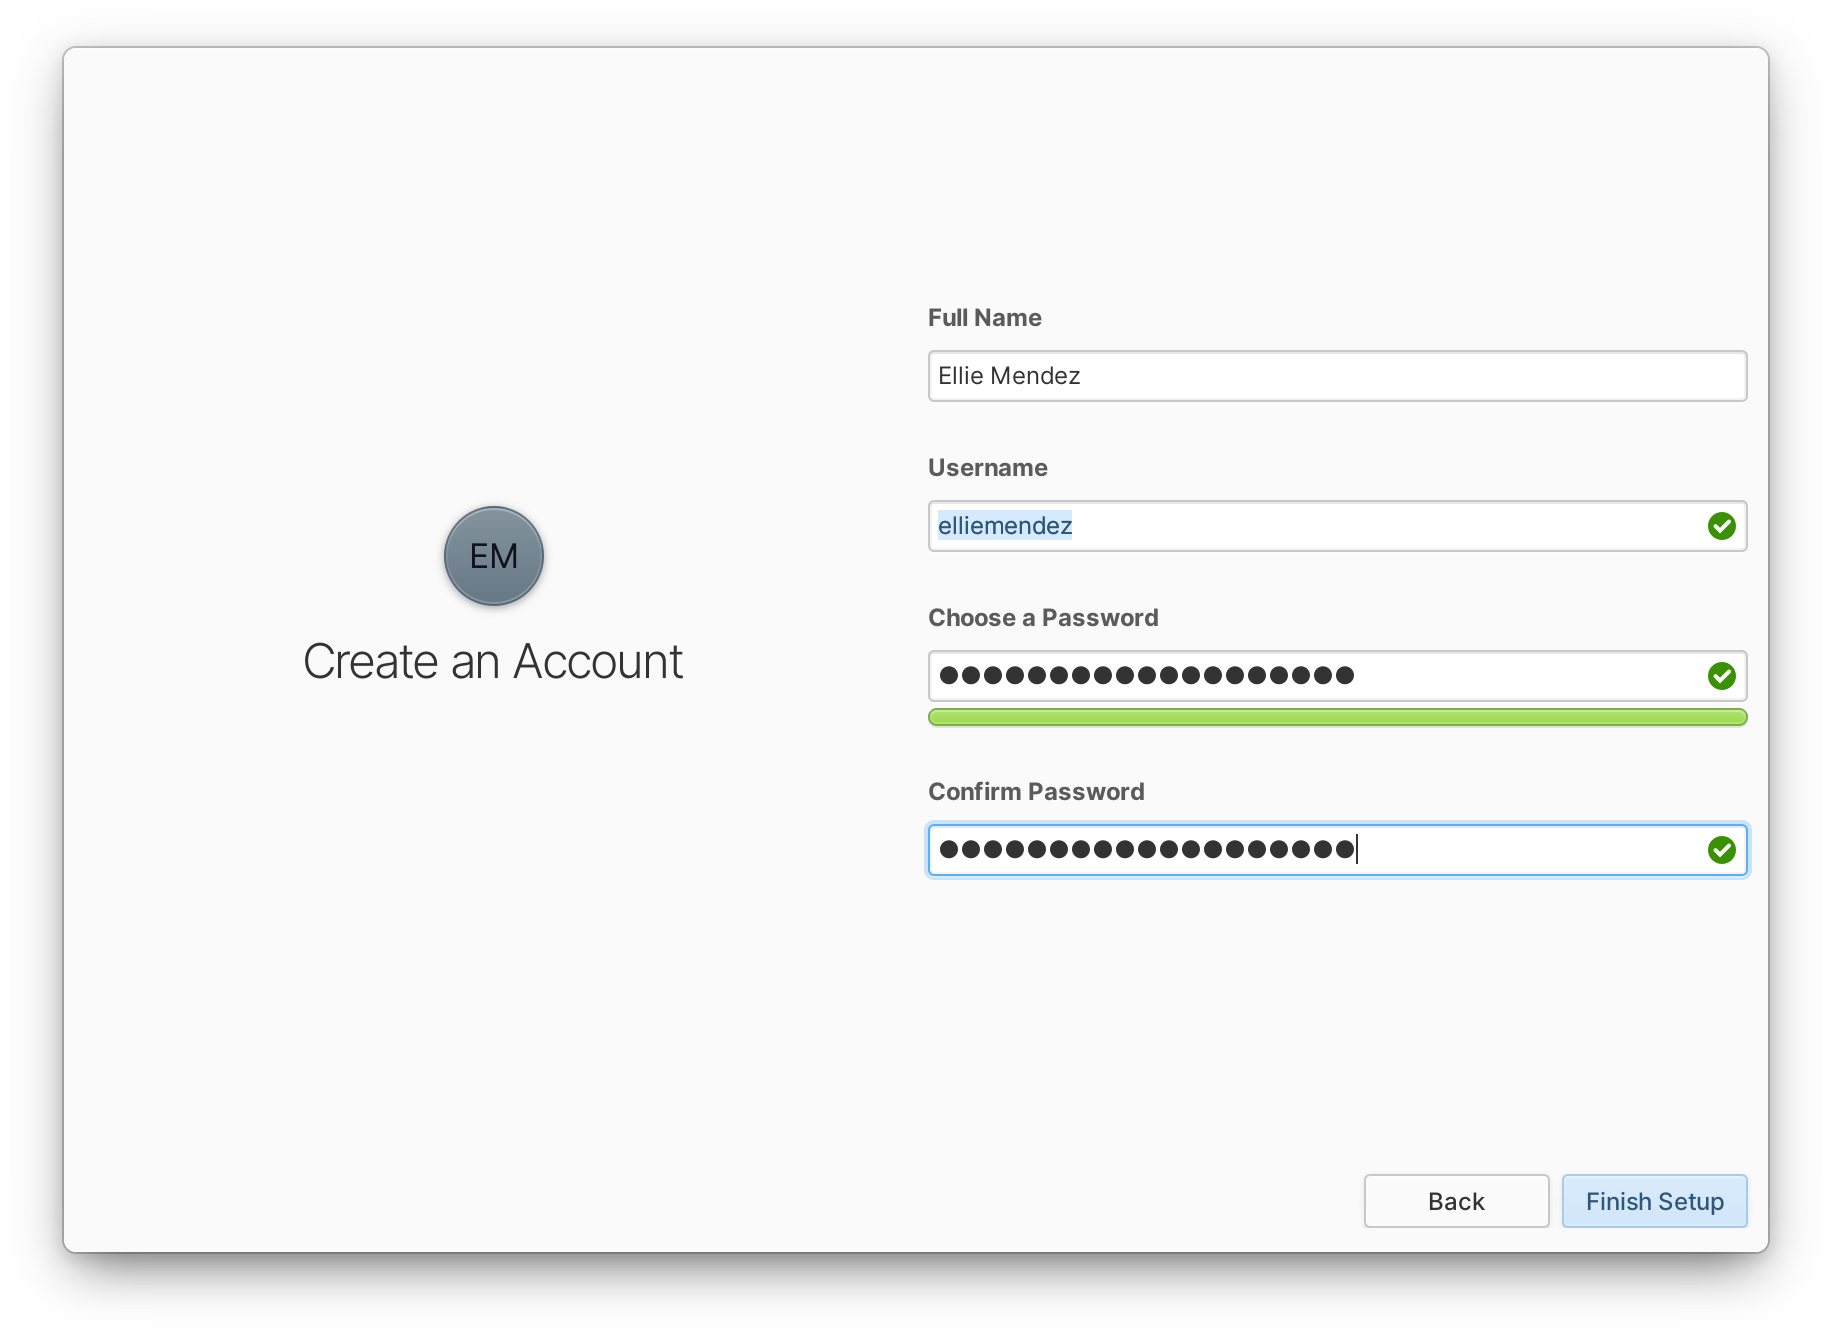 EM
Create an Account
Full Name
Ellie Mendez
Username
elliemendez
Choose a Password
●●●●●●●●●●●●●●●●●●●
Confirm Password
●●●●●●●●●●●●●●●●●●●
Back
Finish Setup